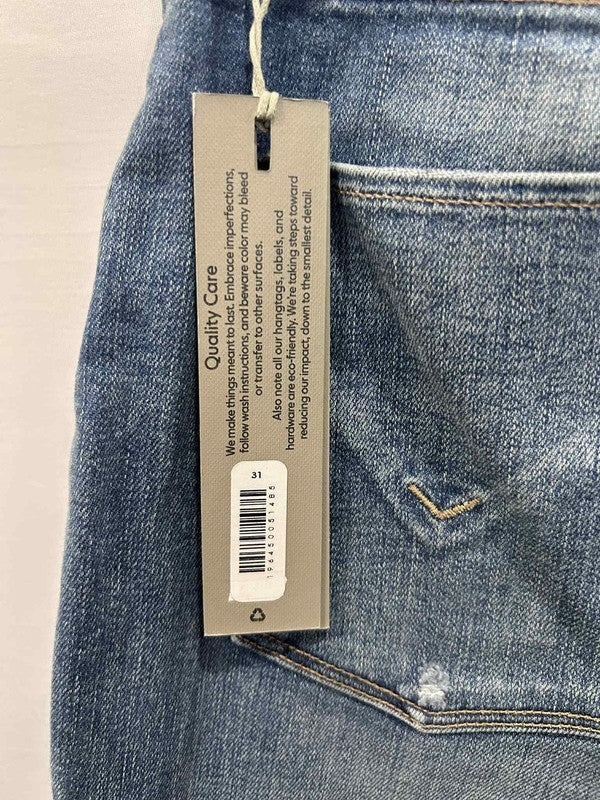 Quality Care
We make things meant to last. Embrace imperfections,
follow wash instructions, and beware color may bleed
or transfer to other surfaces.
Also note all our hangtags, labels, and
hardware are eco-friendly. We're taking steps toward
reducing our impact, down to the smallest detail.
31
196450051485